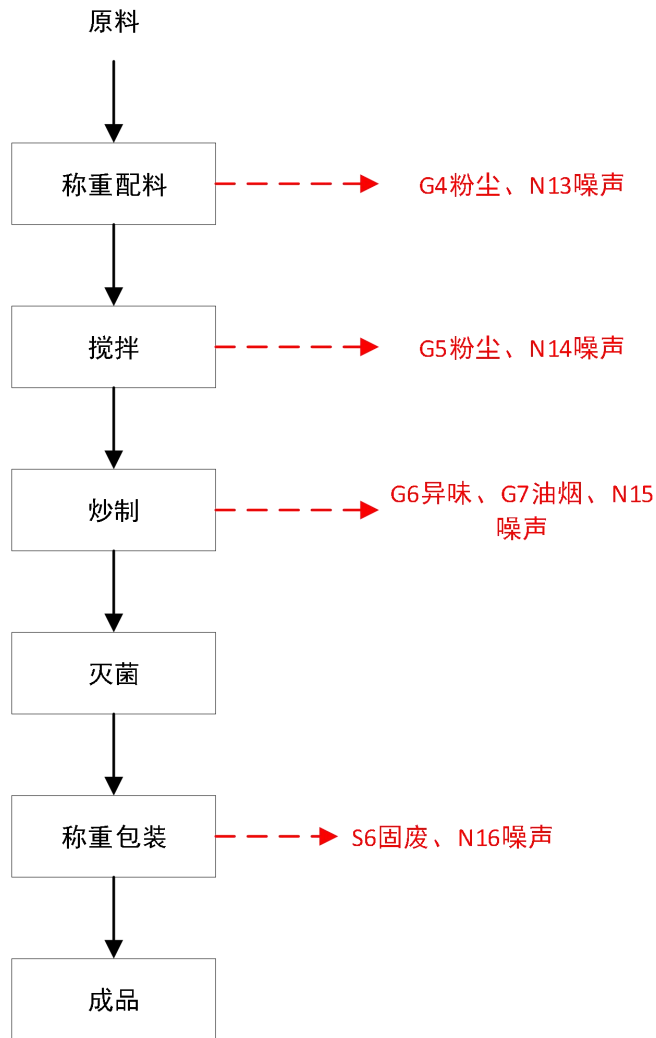 原料
称重配料
G4粉尘、N13噪声
搅拌
G5粉尘、N14噪声
炒制
G6异味、G7油烟、N15
噪声
灭菌
称重包装
S6固废、N16噪声
成品